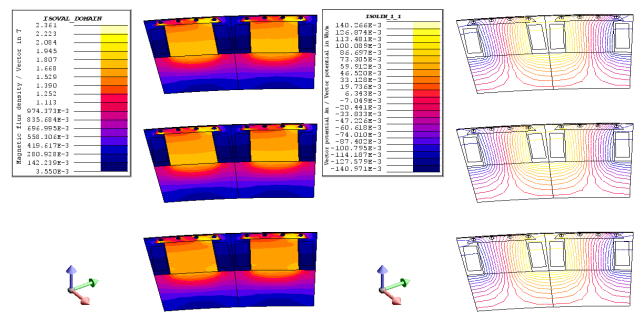 ISOVAL_DOMAIN
2.361
2.223
2.084
1.945
1.807
1.668
1.529
1.390
1.252
1.113
974.373E-3
835.684E-3
696.995E-3
558.306E-3
419.617E-3
280.928E-3
142.239E-3
3.550E-3
Magnetic flux density / Vector in T
ISOLIN_1_1
140.266E-3
126.874E-3
113.481E-3
100.089E-3
86.697E-3
73.305E-3
59.912E-3
46.520E-3
33.128E-3
19.736E-3
6.343E-3
-7.049E-3
-20.441E-3
-33.833E-3
-47.226E-3
-60.618E-3
-74.010E-3
-87.402E-3
-100.795E-3
-114.187E-3
-127.579E-3
-140.971E-3
Vector potential an / Vector potential in Wb/m